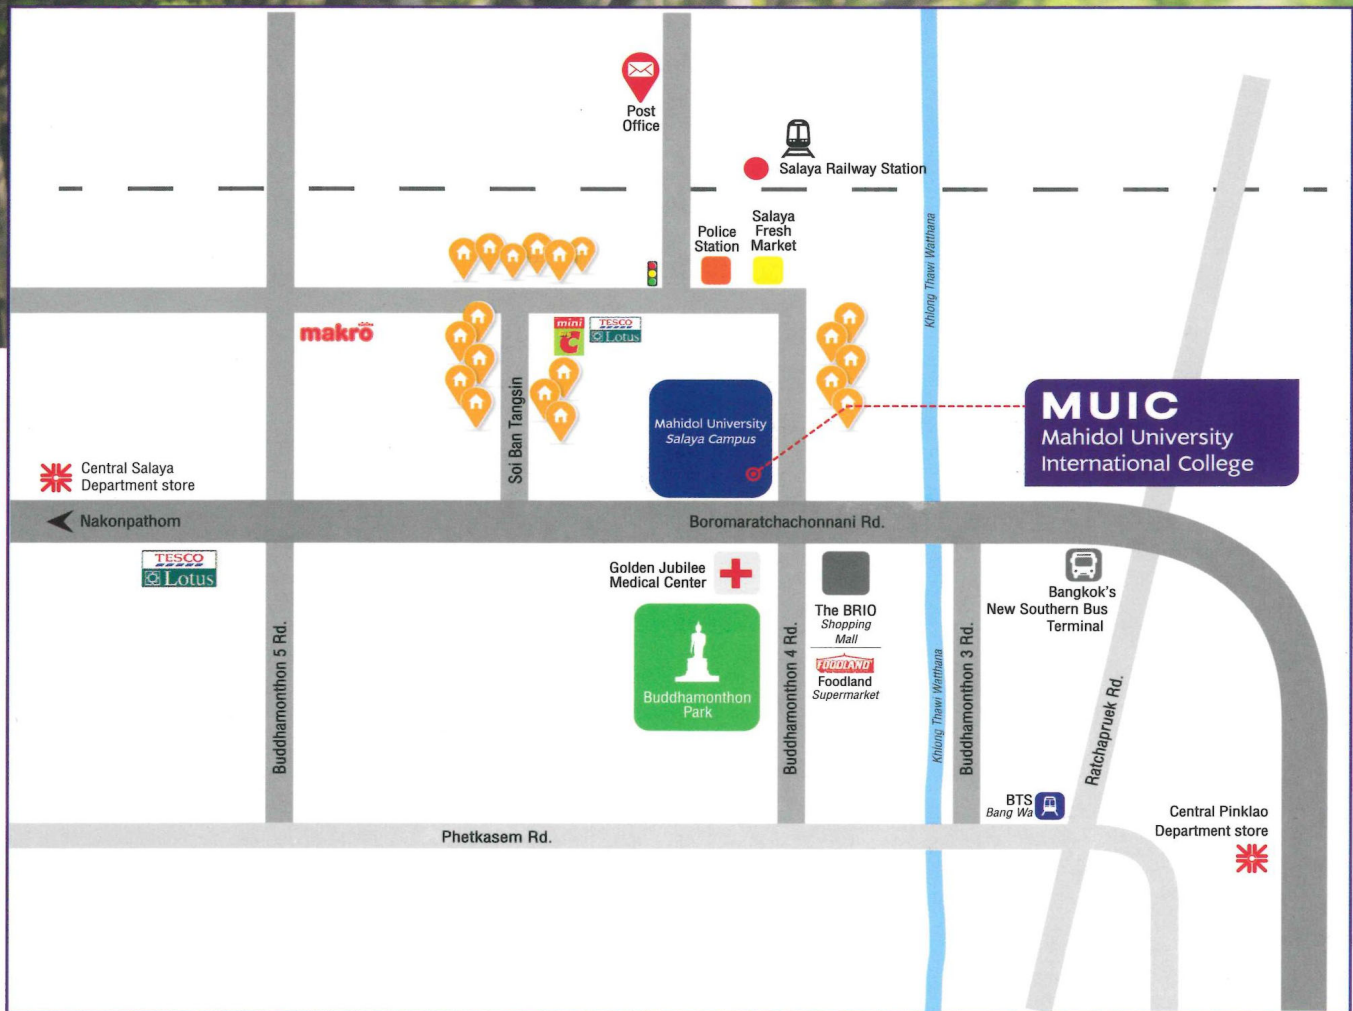 Post
Office
Salaya Railway Station
Police
Station
Salaya
Fresh
Market
Khlong Thawi Watthana
makro
mini
C
TESCO
Lotus
Soi Ban Tangsin
Mahidol University
Salaya Campus
MUIC
Mahidol University
International College
Central Salaya
Department store
Nakonpathom
Boromaratchachonnani Rd.
TESCO
Lotus
Golden Jubilee
Medical Center
The BRIO
Shopping
Mall
FOODLAND
Foodland
Supermarket
Bangkok's
New Southern Bus
Terminal
Buddhamonthon 5 Rd.
Buddhamonthon
Park
Buddhamonthon 4 Rd.
Khlong Thawi Watthana
Buddhamonthon 3 Rd.
Ratchapruek Rd.
BTS
Bang Wa
Central Pinklao
Department store
Phetkasem Rd.